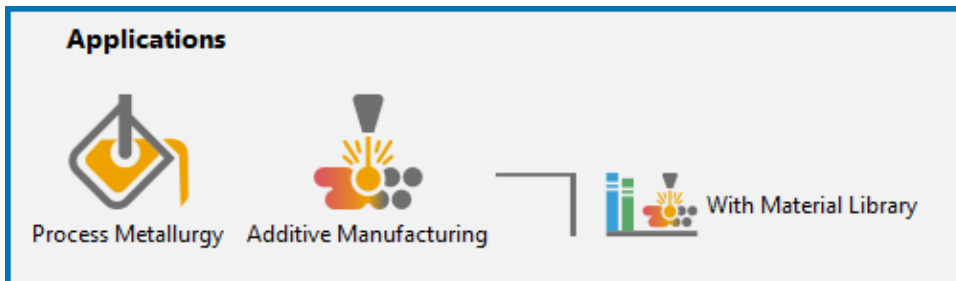 Applications
With Material Library
Process Metallurgy
Additive Manufacturing